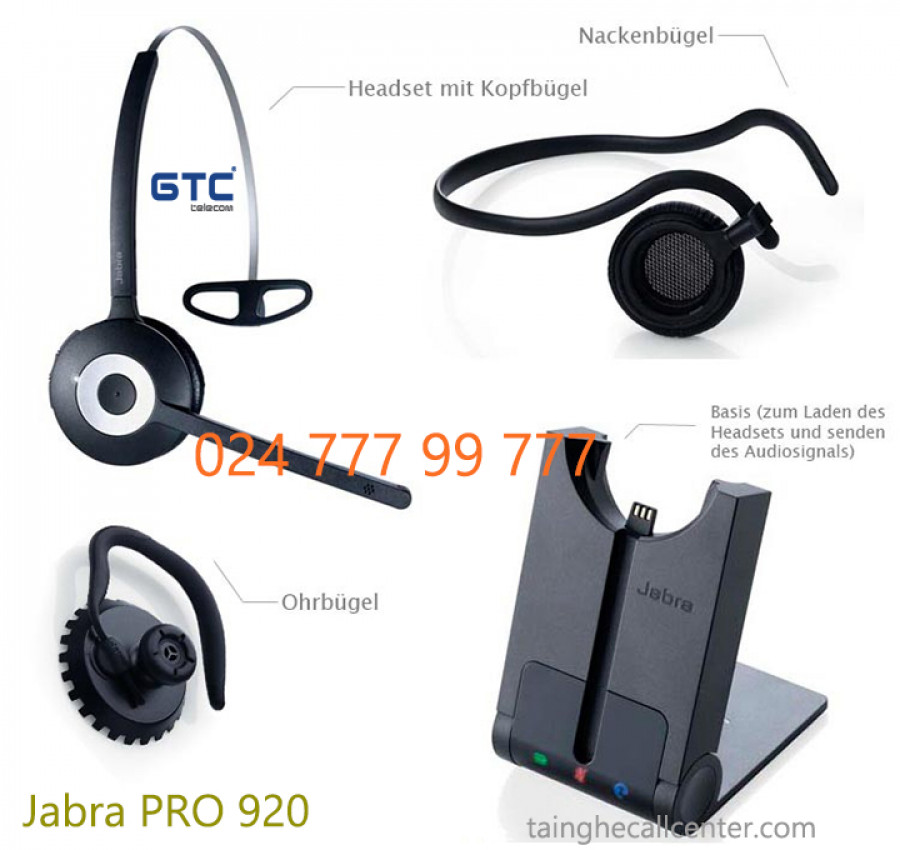 Nackenbügel
Headset mit Kopfbügel
GTC
telecom
Jabra
024 777 99 777
Basis (zum Laden des
Headsets und senden
des Audiosignals)
Jabra
Ohrbügel
Jabra PRO 920
tainghecallcenter.com